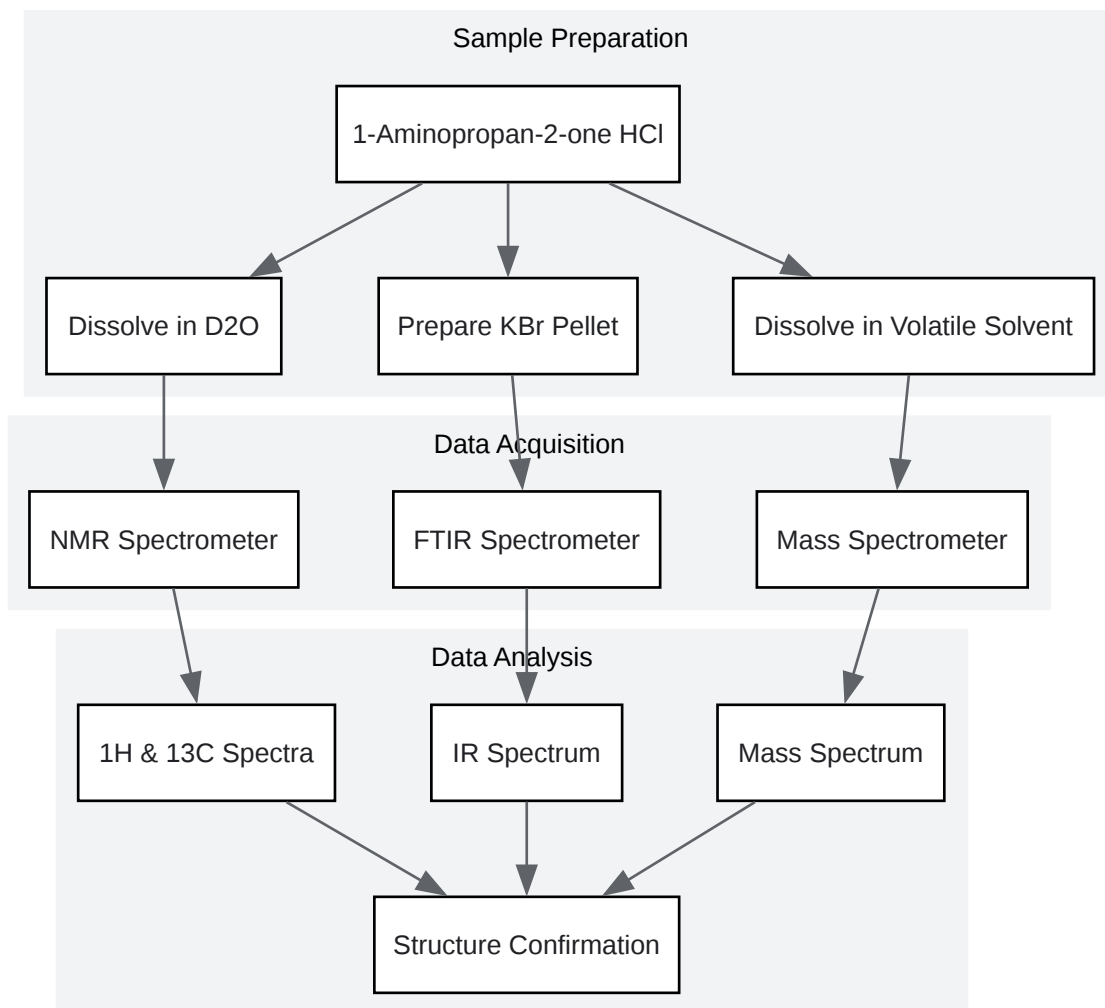 Sample Preparation
1-Aminopropan-2-one HCl
Dissolve in D2O
Prepare KBr Pellet
Dissolve in Volatile Solvent
Data Acquisition
NMR Spectrometer
FTIR Spectrometer
Mass Spectrometer
Data Analysis
1H & 13C Spectra
IR Spectrum
Mass Spectrum
Structure Confirmation